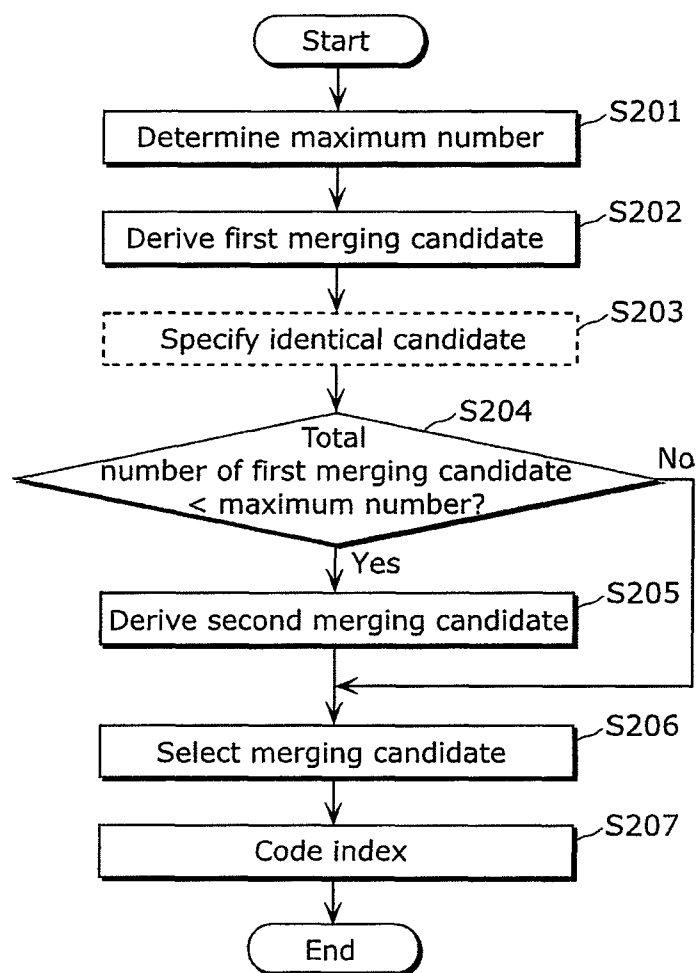 Start
S201
Determine maximum number
S202
Derive first merging candidate
S203
Specify identical candidate
S204
Total
number of first merging candidate
< maximum number?
No
Yes
S205
Derive second merging candidate
S206
Select merging candidate
S207
Code index
End